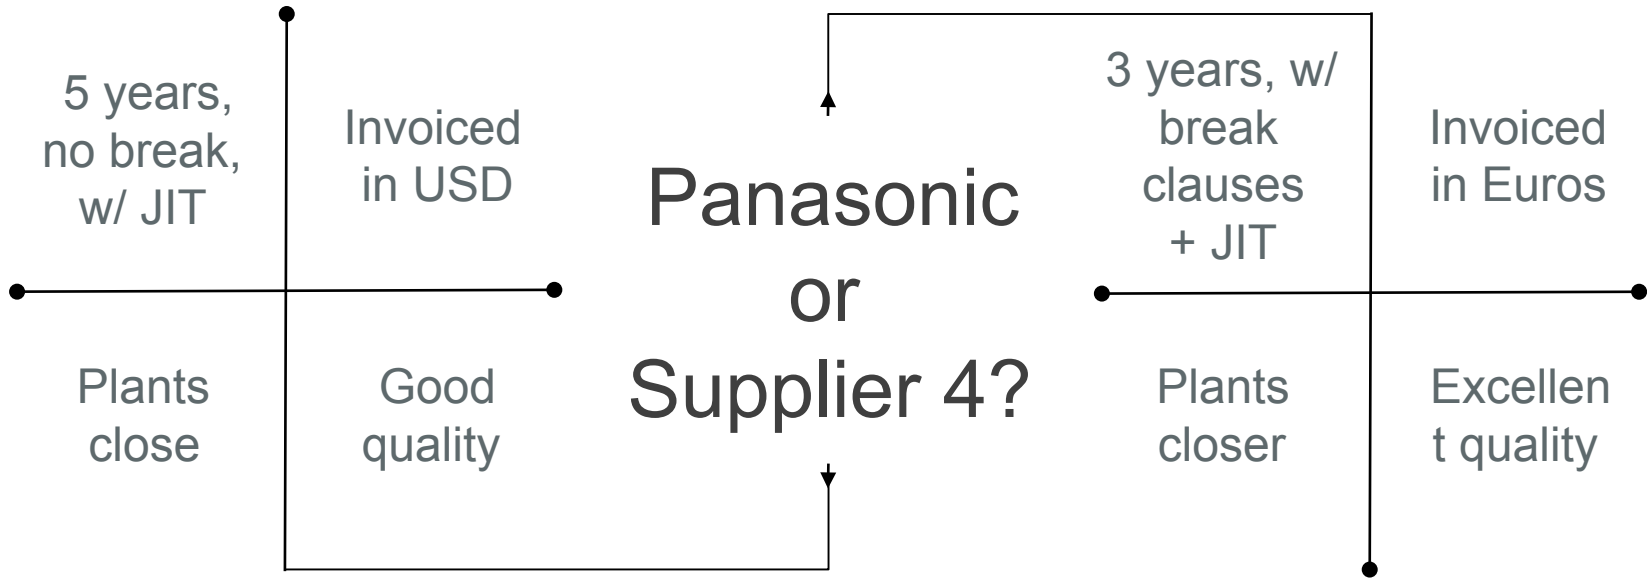 5 years,
no break,
w/ JIT
Invoiced
in USD
Plants
close
Good
quality
Panasonic
or
Supplier 4?
3 years, w/
break
clauses
+ JIT
Invoiced
in Euros
Plants
closer
Excellen
t quality